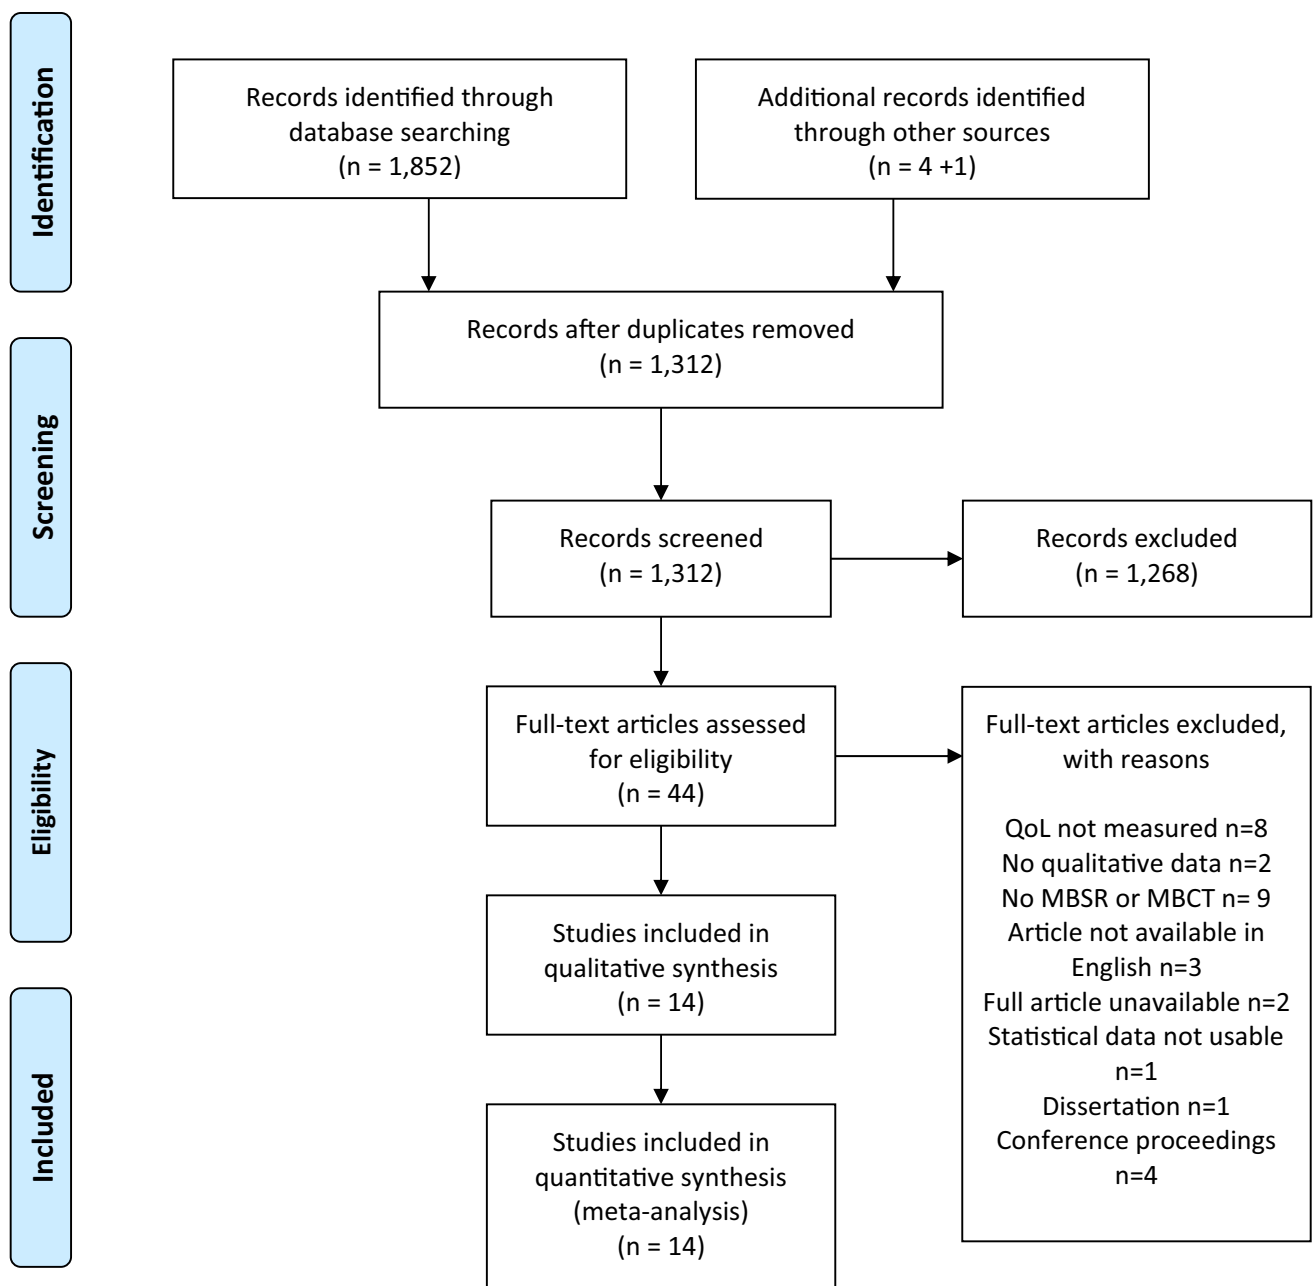 Identification
Records identified through
database searching
(n = 1,852)
Additional records identified
through other sources
(n = 4 +1)
Records after duplicates removed
(n = 1,312)
Screening
Records screened
(n = 1,312)
Records excluded
(n = 1,268)
Eligibility
Full-text articles assessed
for eligibility
(n = 44)
Full-text articles excluded,
with reasons
QoL not measured n=8
No qualitative data n=2
No MBSR or MBCT n= 9
Article not available in
English n=3
Full article unavailable n=2
Statistical data not usable
n=1
Dissertation n=1
Conference proceedings
n=4
Studies included in
qualitative synthesis
(n = 14)
Included
Studies included in
quantitative synthesis
(meta-analysis)
(n = 14)